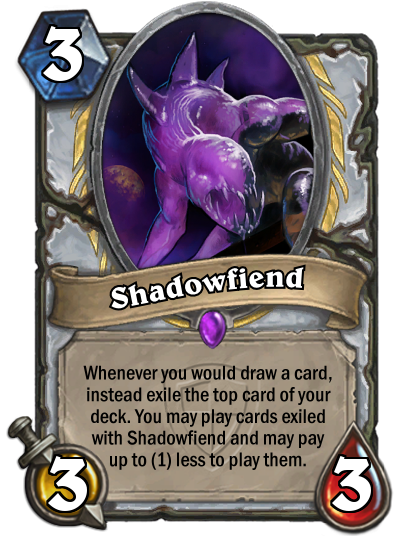 3
Shadowfiend
Whenever you would draw a card,
instead exile the top card of your
deck. You may play cards exiled
with Shadowfiend and may pay
up to (1) less to play them.
3
3